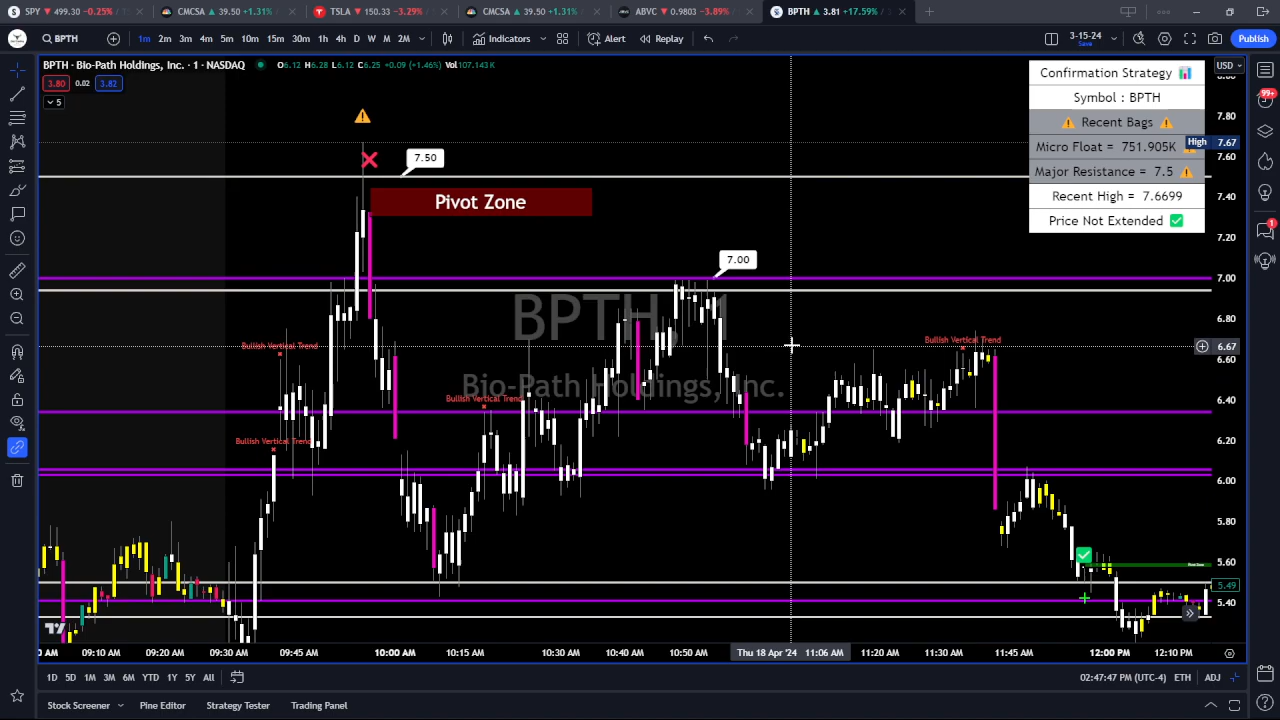 SPY ▲ 499.30 −0.25%
CMCSA ▲ 39.50 +1.31%
TSLA ▼ 150.33 −3.29%
CMCSA ▲ 39.50 +1.31%
ABVC ▼ 0.9803 −3.89%
BPTH ▲ 3.81 +17.59%
BPTH
1m 2m 3m 4m 5m 10m 15m 30m 1h 4h D W M 2M
Indicators
Alert
Replay
3-15-24
Save
Publish
BPTH · Bio-Path Holdings, Inc. · 1 · NASDAQ
O6.12 H6.28 L6.12 C6.25 +0.09 (+1.46%) Vol107.143 K
3.80 0.02 3.82
5
USD
Confirmation Strategy
Symbol : BPTH
Recent Bags
Micro Float = 751.905K
Major Resistance = 7.5
Recent High = 7.6699
Price Not Extended
99+
1
8.00
7.80
High 7.67
7.60
7.40
7.20
7.00
6.80
6.67
6.60
6.40
6.20
6.00
5.80
5.60
5.49
5.40
7.50
Pivot Zone
7.00
BPTH, 1
Bio-Path Holdings, Inc.
Bullish Vertical Trend
Bullish Vertical Trend
Bullish Vertical Trend
Bullish Vertical Trend
AM 09:10 AM 09:20 AM 09:30 AM 09:45 AM 10:00 AM 10:15 AM 10:30 AM 10:40 AM 10:50 AM Thu 18 Apr '24 11:06 AM 11:20 AM 11:30 AM 11:45 AM 12:00 PM 12:10 PM
1D 5D 1M 3M 6M YTD 1Y 5Y All
02:47:47 PM (UTC-4) ETH ADJ
Stock Screener Pine Editor Strategy Tester Trading Panel